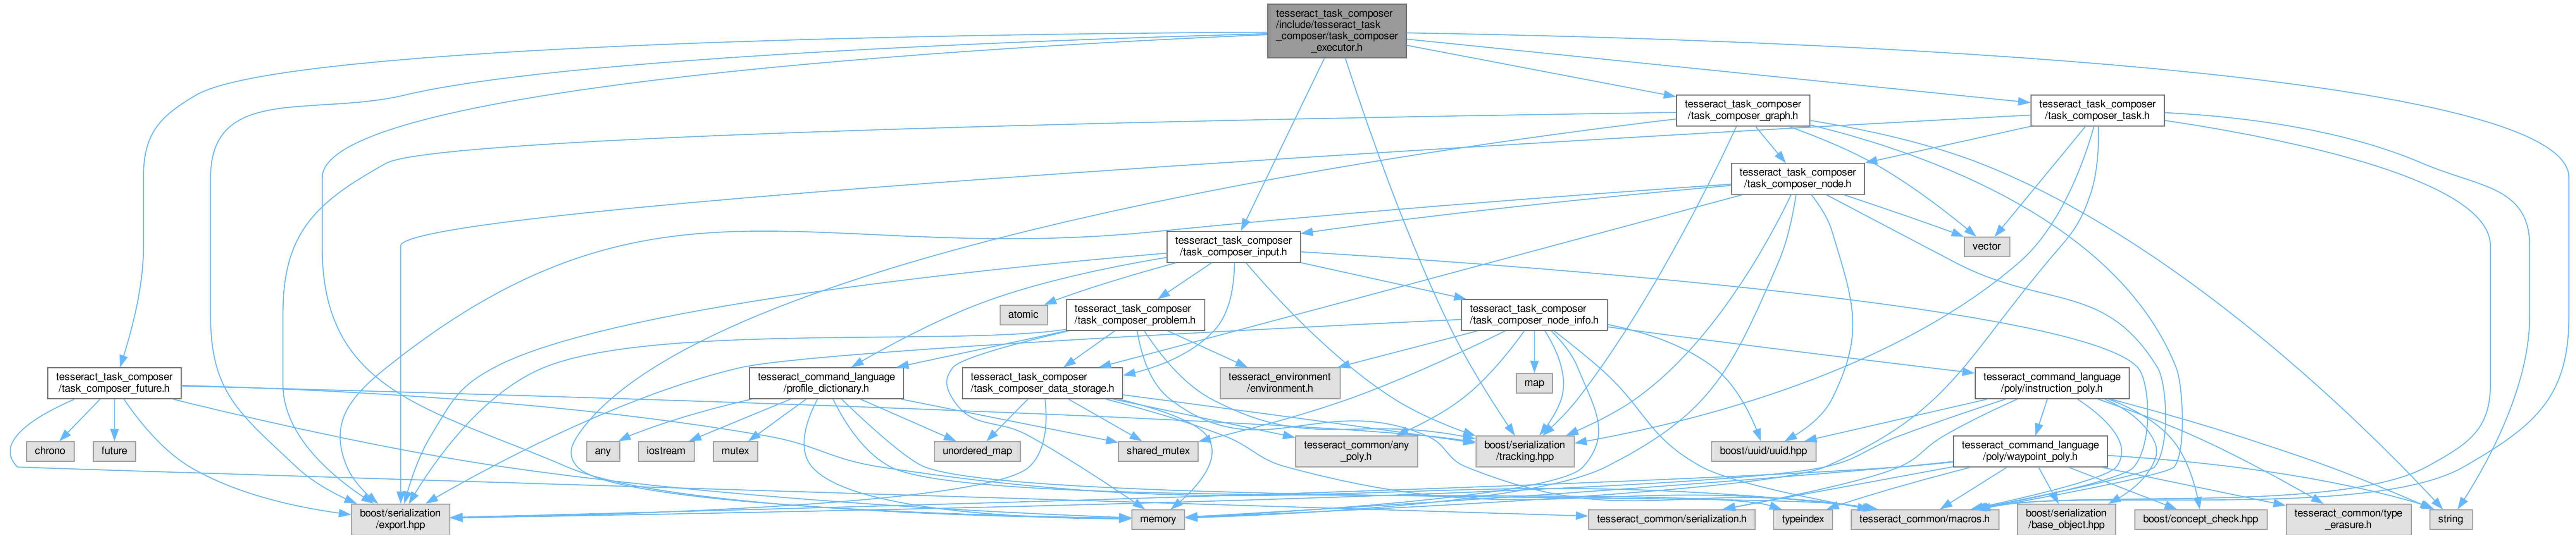 tesseract_task_composer
/include/tesseract_task
_composer/task_composer
_executor.h
tesseract_task_composer
/task_composer_graph.h
tesseract_task_composer
/task_composer_task.h
tesseract_task_composer
/task_composer_node.h
tesseract_task_composer
/task_composer_input.h
vector
atomic
tesseract_task_composer
/task_composer_problem.h
tesseract_task_composer
/task_composer_node_info.h
tesseract_task_composer
/task_composer_future.h
tesseract_command_language
/profile_dictionary.h
tesseract_task_composer
/task_composer_data_storage.h
tesseract_environment
/environment.h
map
tesseract_command_language
/poly/instruction_poly.h
chrono
future
any
iostream
mutex
unordered_map
shared_mutex
tesseract_common/any
_poly.h
boost/serialization
/tracking.hpp
boost/uuid/uuid.hpp
tesseract_command_language
/poly/waypoint_poly.h
boost/serialization
/export.hpp
memory
tesseract_common/serialization.h
typeindex
tesseract_common/macros.h
boost/serialization
/base_object.hpp
boost/concept_check.hpp
tesseract_common/type
_erasure.h
string